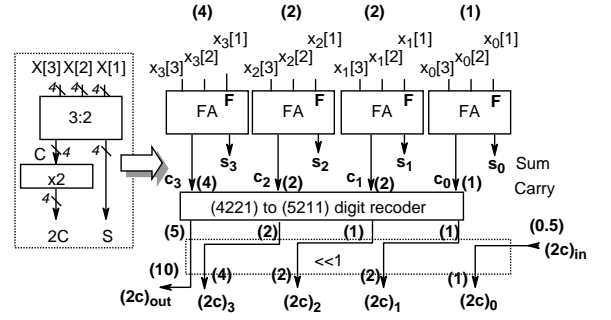 (4) (2) (2) (1)
x3[1] x2[1] x1[1] x0[1]
x3[2] x2[2] x1[2] x0[2]
x3[3] x2[3] x1[3] x0[3]
X[3] X[2] X[1]
4 4 4
3:2
C 4 4
x2
4
2C S
FA F FA F FA F FA F
s3 s2 s1 s0 Sum
c3 (4) c2 (2) c1 (2) c0 (1) Carry
(4221) to (5211) digit recoder
(5) (2) (1) (1) (0.5)
<<1 (2c)in
(10) (4) (2) (2) (1)
(2c)out (2c)3 (2c)2 (2c)1 (2c)0